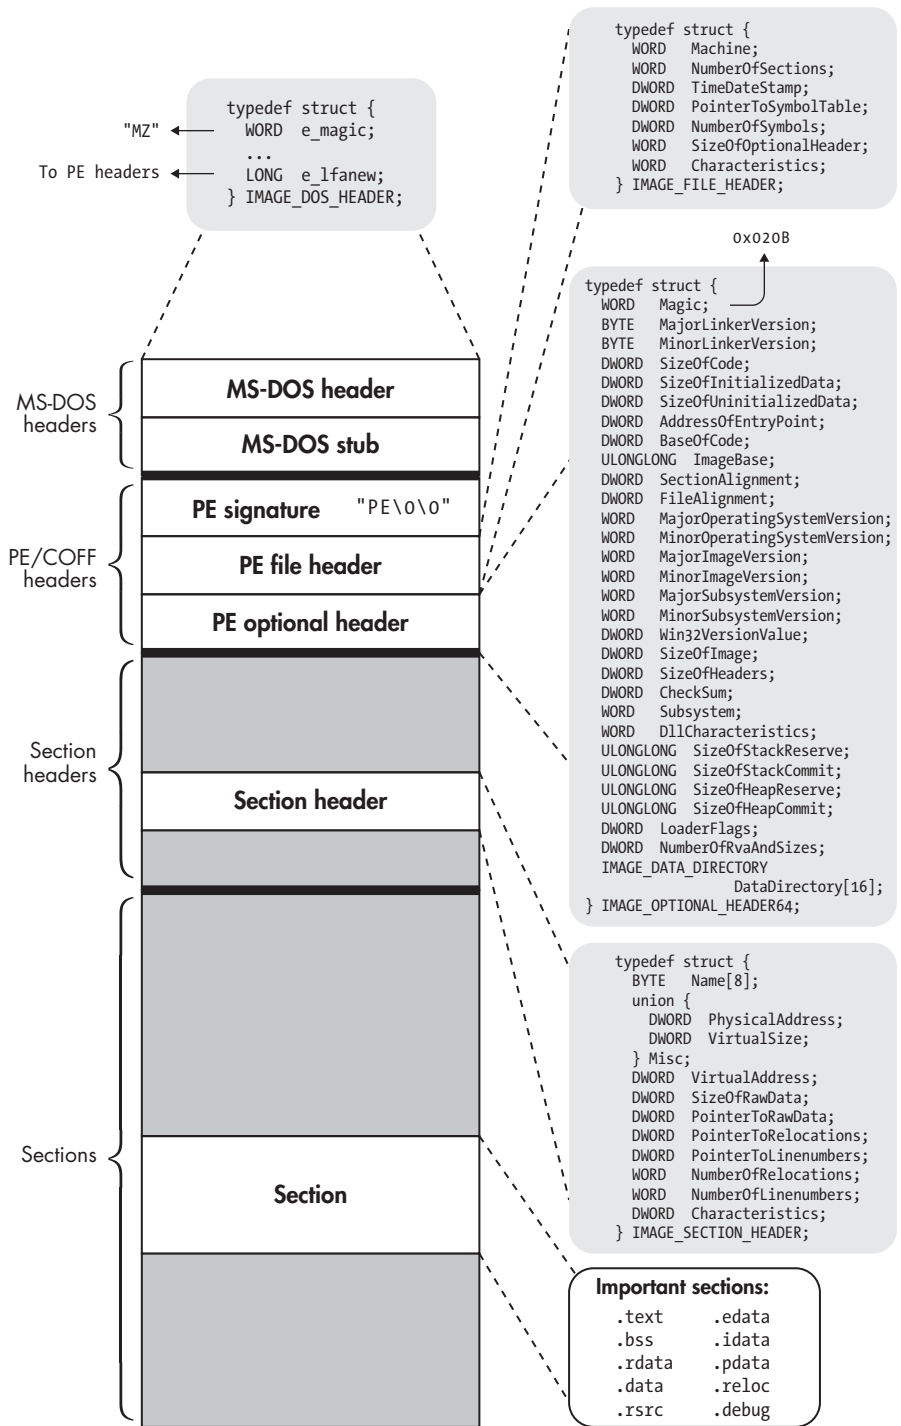 typedef struct {
WORD e_magic;
...
LONG e_lfanew;
} IMAGE_DOS_HEADER;
"MZ"
To PE headers
MS-DOS headers
MS-DOS header
MS-DOS stub
PE/COFF headers
PE signature "PE\0\0"
PE file header
PE optional header
Section headers
Section header
Sections
Section
typedef struct {
WORD Machine;
WORD NumberOfSections;
DWORD TimeDateStamp;
DWORD PointerToSymbolTable;
DWORD NumberOfSymbols;
WORD SizeOfOptionalHeader;
WORD Characteristics;
} IMAGE_FILE_HEADER;
0x020B
typedef struct {
WORD Magic;
BYTE MajorLinkerVersion;
BYTE MinorLinkerVersion;
DWORD SizeOfCode;
DWORD SizeOfInitializedData;
DWORD SizeOfUninitializedData;
DWORD AddressOfEntryPoint;
DWORD BaseOfCode;
ULONGLONG ImageBase;
DWORD SectionAlignment;
DWORD FileAlignment;
WORD MajorOperatingSystemVersion;
WORD MinorOperatingSystemVersion;
WORD MajorImageVersion;
WORD MinorImageVersion;
WORD MajorSubsystemVersion;
WORD MinorSubsystemVersion;
DWORD Win32VersionValue;
DWORD SizeOfImage;
DWORD SizeOfHeaders;
DWORD CheckSum;
WORD Subsystem;
WORD DllCharacteristics;
ULONGLONG SizeOfStackReserve;
ULONGLONG SizeOfStackCommit;
ULONGLONG SizeOfHeapReserve;
ULONGLONG SizeOfHeapCommit;
DWORD LoaderFlags;
DWORD NumberOfRvaAndSizes;
IMAGE_DATA_DIRECTORY
DataDirectory[16];
} IMAGE_OPTIONAL_HEADER64;
typedef struct {
BYTE Name[8];
union {
DWORD PhysicalAddress;
DWORD VirtualSize;
} Misc;
DWORD VirtualAddress;
DWORD SizeOfRawData;
DWORD PointerToRawData;
DWORD PointerToRelocations;
DWORD PointerToLinenumbers;
WORD NumberOfRelocations;
WORD NumberOfLinenumbers;
DWORD Characteristics;
} IMAGE_SECTION_HEADER;
Important sections:
.text .edata
.bss .idata
.rdata .pdata
.data .reloc
.rsrc .debug